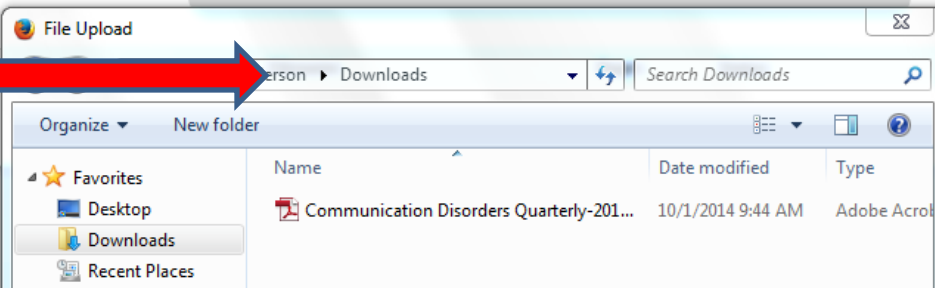 File Upload
Downloads
Search Downloads
Organize New folder
Name Date modified Type
Favorites
Desktop Communication Disorders Quarterly-201... 10/1/2014 9:44 AM Adobe Acrob
Downloads
Recent Places